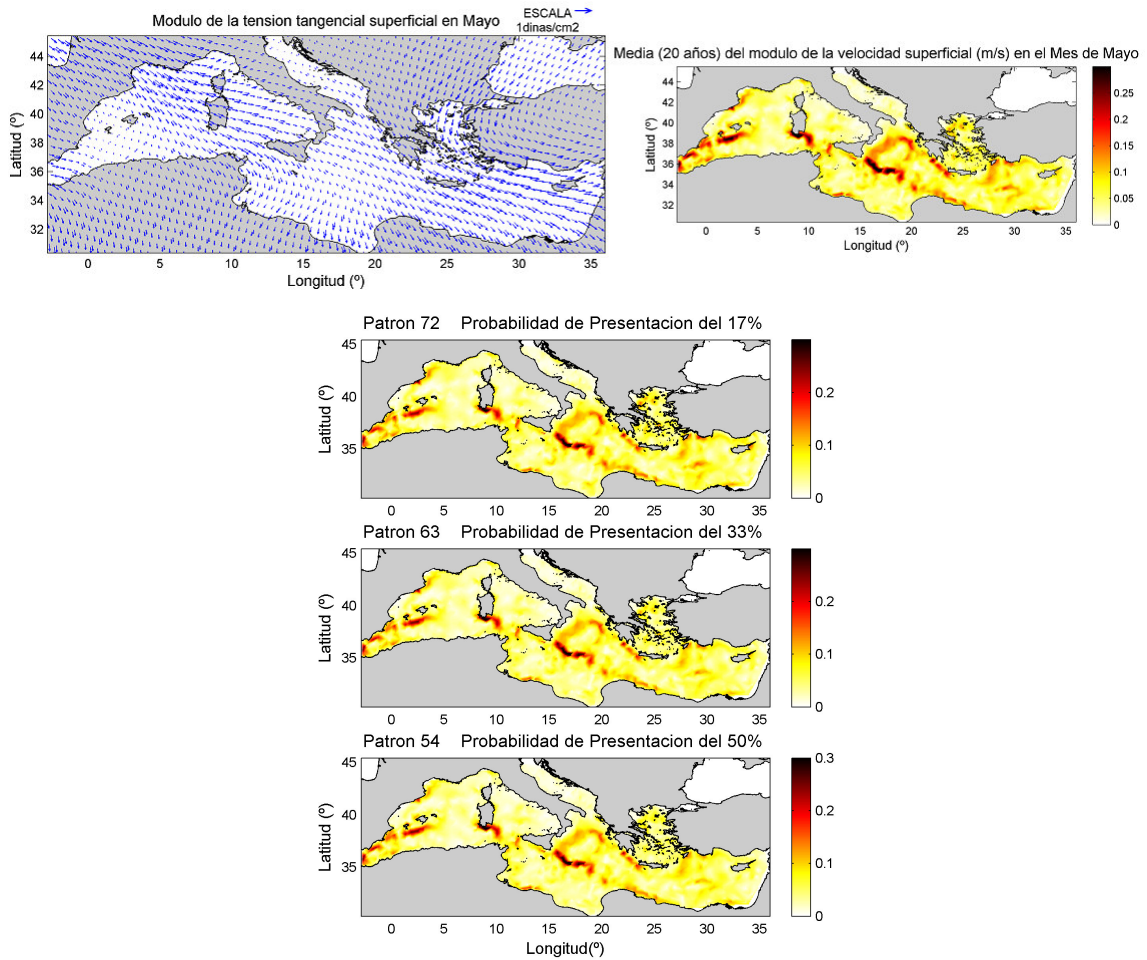 Modulo de la tension tangencial superficial en Mayo
ESCALA
1dinas/cm2
44
42
40
38
36
34
32
Latitud (º)
0 5 10 15 20 25 30 35
Longitud (º)
Media (20 años) del modulo de la velocidad superficial (m/s) en el Mes de Mayo
42
40
38
36
34
32
Latitud (º)
0 5 10 15 20 25 30 35
Longitud (º)
0.25
0.2
0.15
0.1
0.05
0
Patron 72 Probabilidad de Presentacion del 17%
45
40
35
Latitud (º)
0 5 10 15 20 25 30 35
0.2
0.1
0
Patron 63 Probabilidad de Presentacion del 33%
45
40
35
Latitud (º)
0 5 10 15 20 25 30 35
0.2
0.1
0
Patron 54 Probabilidad de Presentacion del 50%
45
40
35
Latitud (º)
0 5 10 15 20 25 30 35
Longitud(º)
0.3
0.2
0.1
0